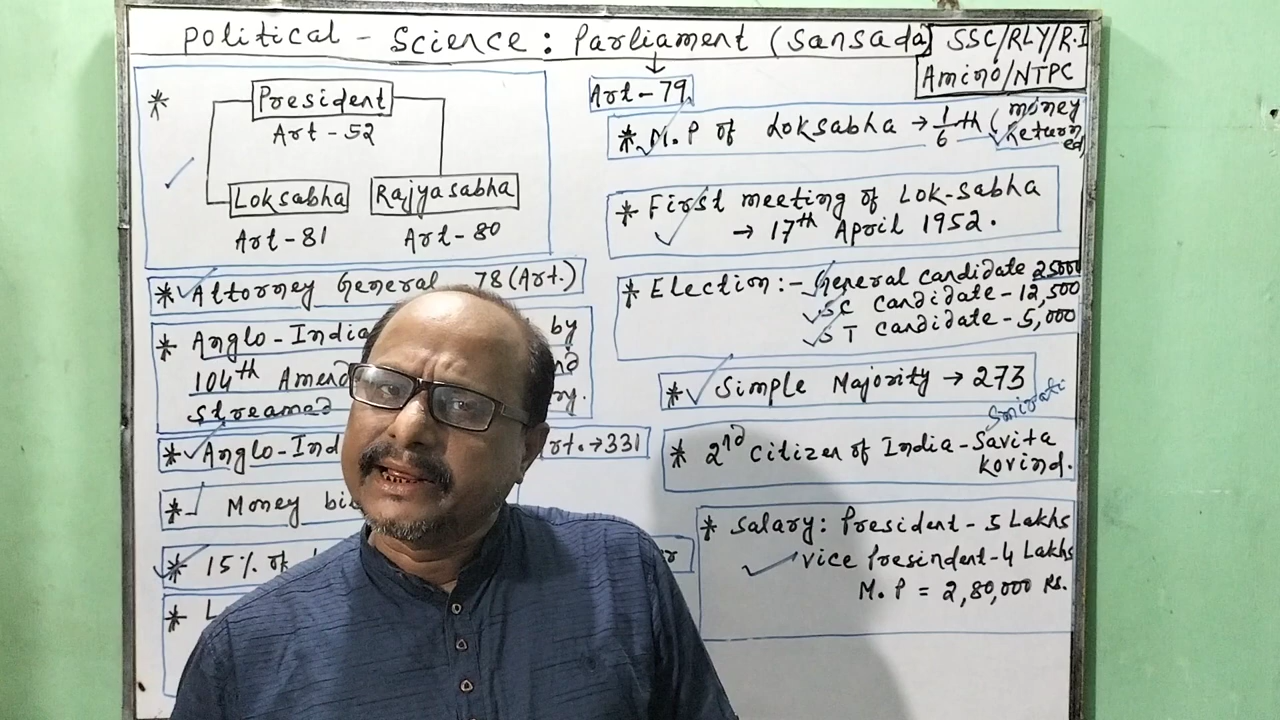 Political - Science : Parliament (Sansada)
SSC/RLY/R.I
Amino/NTPC
Art-79
* President
Art-52
Loksabha Rajyasabha
Art-81 Art-80
* Attorney General 78 (Art.)
* Anglo-India by
104th Amend
streamed
* Anglo-Ind Art.→331
* Money bi
* 15% of
*
* M.P of Loksabha → 1/6 th (money
Returned
* First meeting of Lok-sabha
→ 17th April 1952.
* Election :- General candidate 25000
SC candidate - 12,500
ST candidate - 5,000
* Simple Majority → 273
* 2nd citizen of India - Savita
kovind.
* Salary: President - 5 Lakhs
vice Presindent - 4 Lakhs
M.P = 2,80,000 Rs.